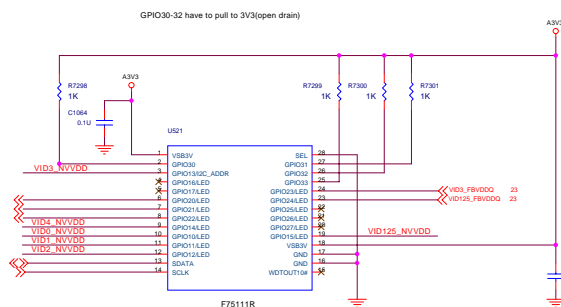 GPIO30-32 have to pull to 3V3(open drain)
A3V3
A3V3
R7298
1K
R7299
1K
R7300
1K
R7301
1K
C1064
0.1U
U521
1 VSB3V
2 GPIO30
VID3_NVVDD 3 GPIO13/I2C_ADDR
4 GPIO16/LED
5 GPIO17/LED
6 GPIO20/LED
7 GPIO21/LED
8 GPIO22/LED
VID4_NVVDD 9 GPIO14/LED
VID0_NVVDD 10 GPIO10/LED
VID1_NVVDD 11 GPIO11/LED
VID2_NVVDD 12 GPIO12/LED
13 SDATA
14 SCLK
SEL 28
GPIO31 27
GPIO32 26
GPIO33 25
GPIO23/LED 24 VID3_FBVDDQ 23
GPIO24/LED 23 VID125_FBVDDQ 23
GPIO25/LED 22
GPIO26/LED 21
GPIO27/LED 20
GPIO15/LED 19 VID125_NVVDD
VSB3V 18
GND 17
GND 16
WDTOUT10# 15
F75111R